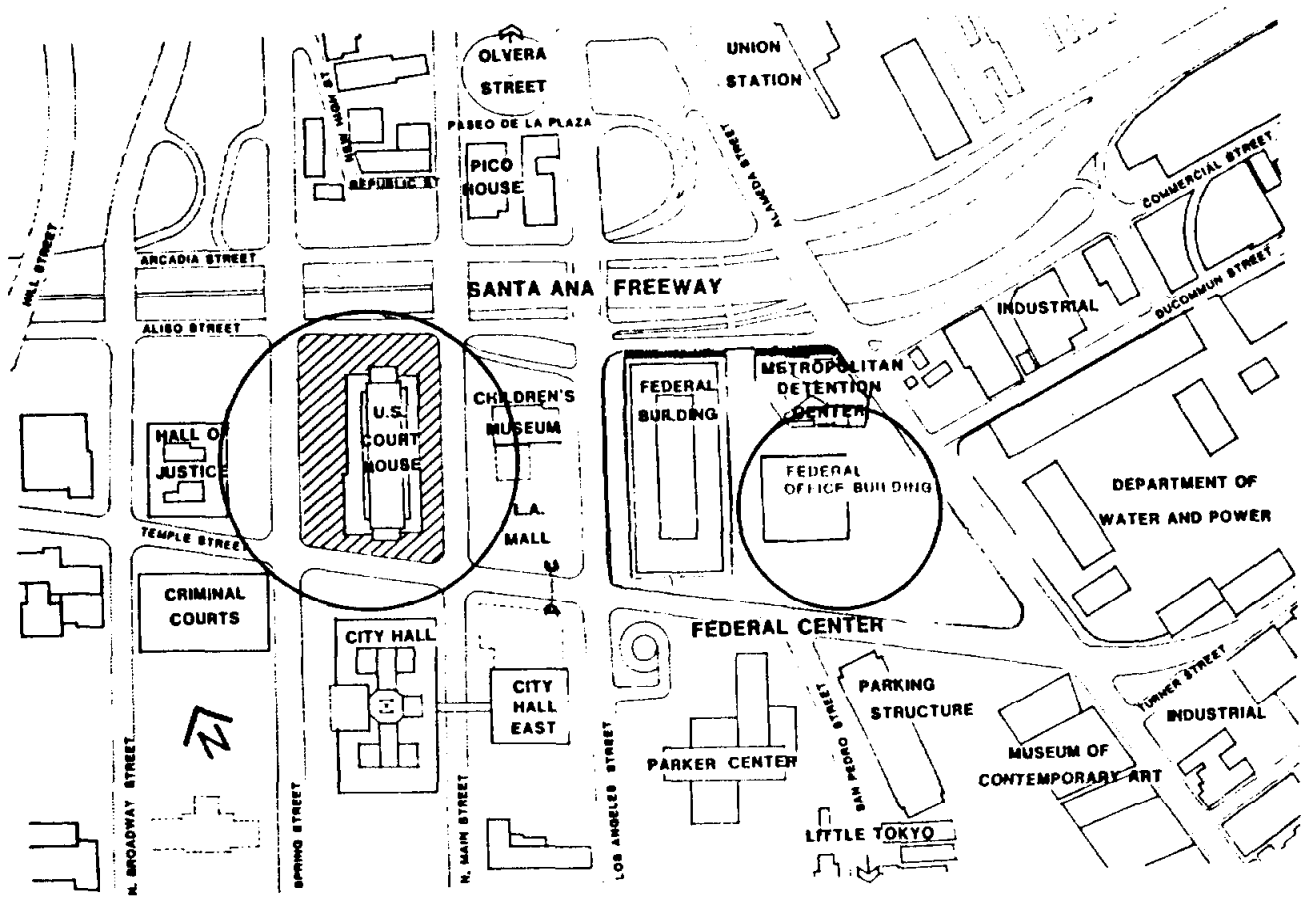 OLVERA
STREET
UNION
STATION
NEW HIGH ST
PASEO DE LA PLAZA
PICO
HOUSE
REPUBLIC ST
ALAMEDA STREET
COMMERCIAL STREET
HILL STREET
ARCADIA STREET
SANTA ANA FREEWAY
INDUSTRIAL
DUCOMMUN STREET
ALISO STREET
METROPOLITAN
DETENTION
CENTER
FEDERAL
BUILDING
CHILDREN'S
MUSEUM
U.S.
COURT
HOUSE
HALL OF
JUSTICE
FEDERAL
OFFICE BUILDING
DEPARTMENT OF
WATER AND POWER
L.A.
MALL
TEMPLE STREET
CRIMINAL
COURTS
CITY HALL
FEDERAL CENTER
CITY
HALL
EAST
PARKING
STRUCTURE
TURNER STREET
INDUSTRIAL
N
PARKER CENTER
MUSEUM OF
CONTEMPORARY ART
SAN PEDRO STREET
LITTLE TOKYO
N. BROADWAY STREET
SPRING STREET
N. MAIN STREET
LOS ANGELES STREET